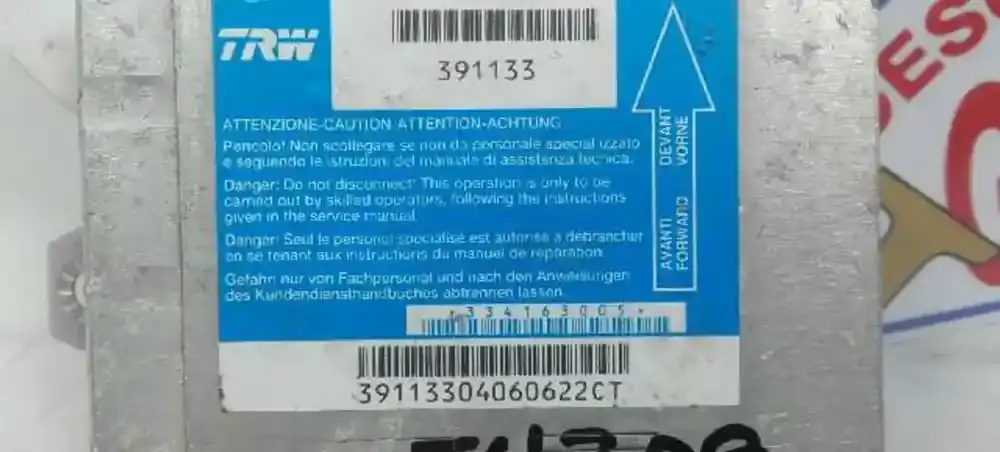 TRW
391133
ATTENZIONE-CAUTION ATTENTION-ACHTUNG
Pericolo! Non scollegare se non da personale specializzato
e seguendo le istruzioni del manuale di assistenza tecnica.
Danger: Do not disconnect! This operation is only to be
carried out by skilled operators, following the instructions
given in the service manual.
Danger: Seul le personal specialisé est autorisé à debrancher
en se tenant aux instructions du manuel de reparation.
Gefahr: nur von Fachpersonal und nach den Anweisungen
des Kundendiensthandbuches abtrennen lassen.
AVANTI DEVANT
FORWARD VORNE
*334163005*
39113304060622CT